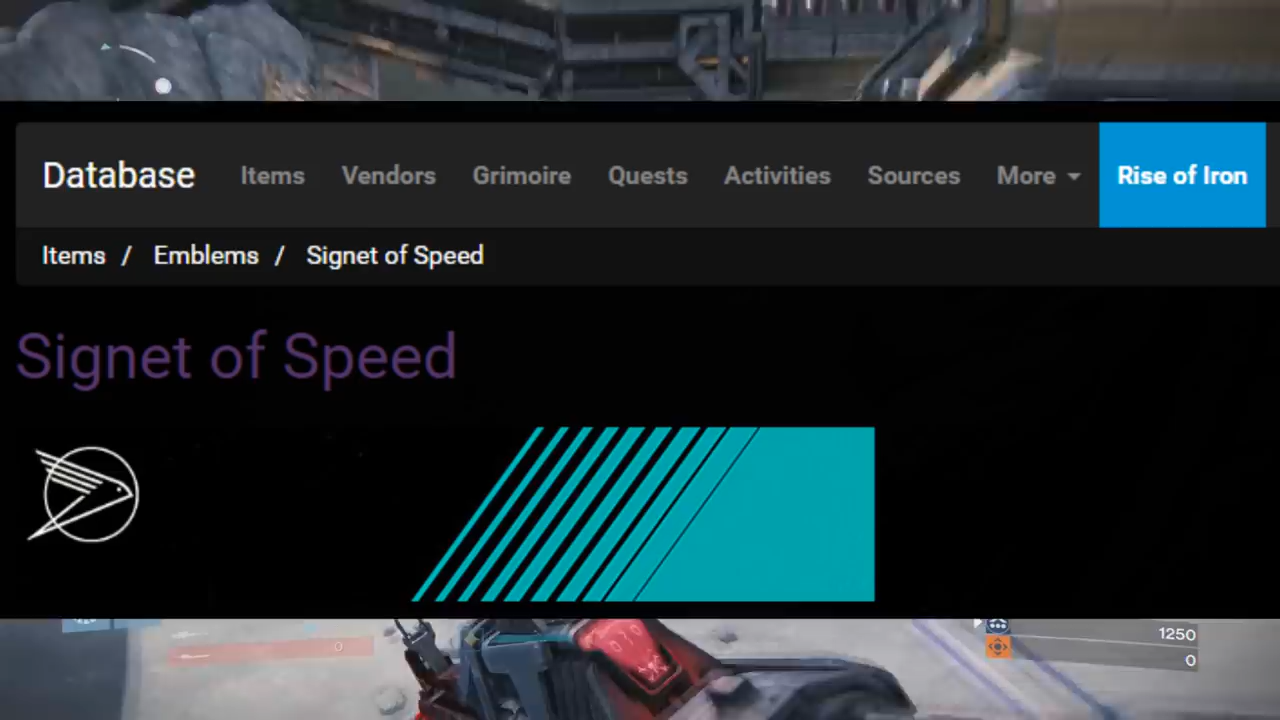 Database Items Vendors Grimoire Quests Activities Sources More Rise of Iron
Items / Emblems / Signet of Speed
Signet of Speed
0
1250
0